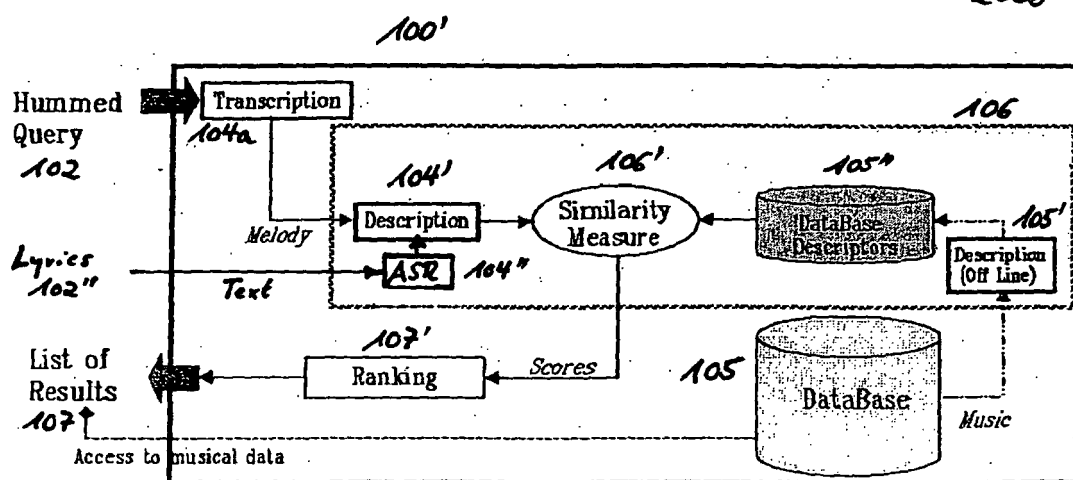 100'
Hummed
Query
102
Transcription
104a
106
104'
106'
105"
105'
Description
Similarity
Measure
DataBase
Descriptors
Description
(Off Line)
Melody
Lyrics
102"
Text
ASR
104"
107'
List of
Results
107
Ranking
Scores
105
DataBase
Music
Access to musical data